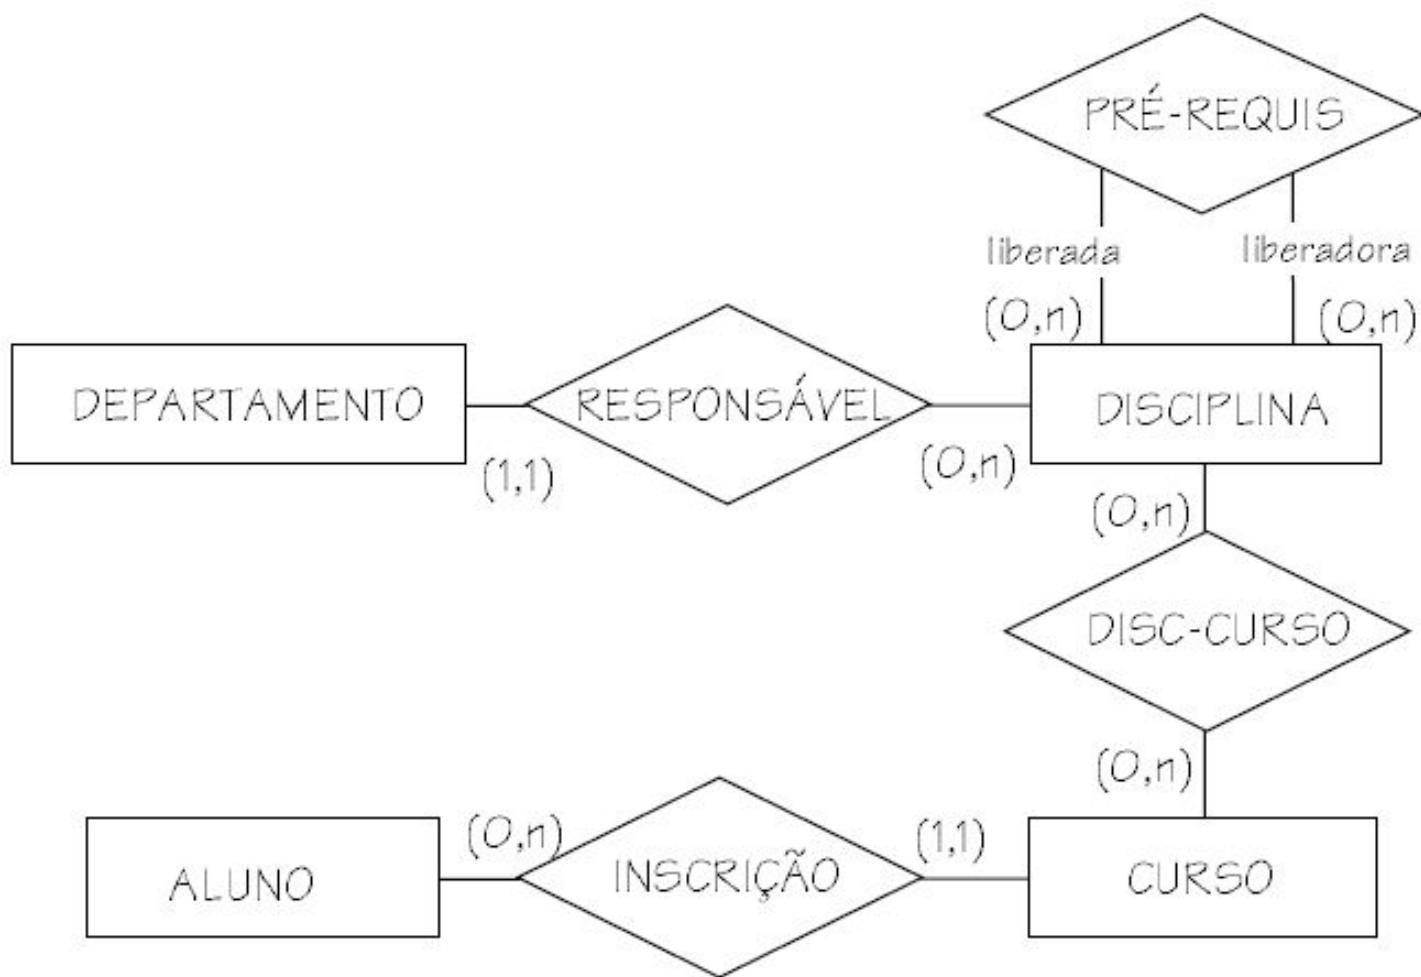 PRÉ-REQUIS
liberada
liberadora
(0,n)
(0,n)
DEPARTAMENTO
RESPONSÁVEL
DISCIPLINA
(1,1)
(0,n)
(0,n)
DISC-CURSO
(0,n)
(0,n)
(1,1)
ALUNO
INSCRIÇÃO
CURSO